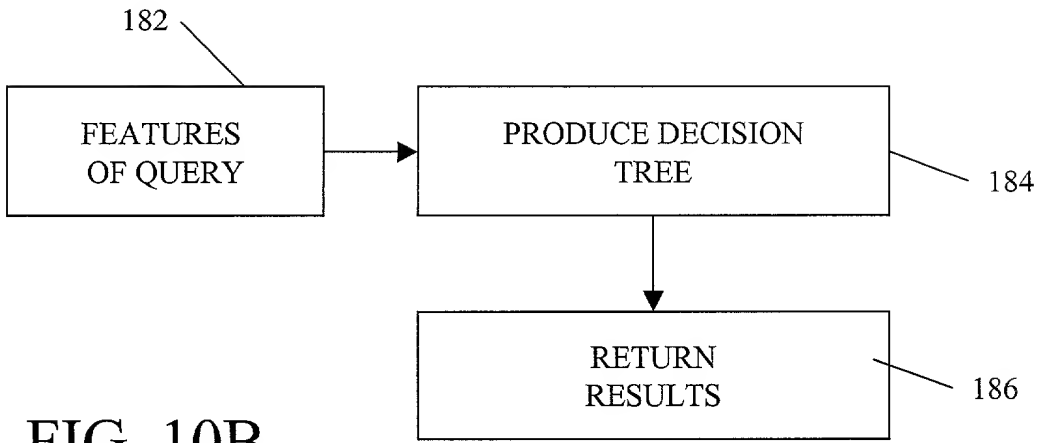 182
FEATURES
OF QUERY
PRODUCE DECISION
TREE
184
RETURN
RESULTS
186
FIG. 10B